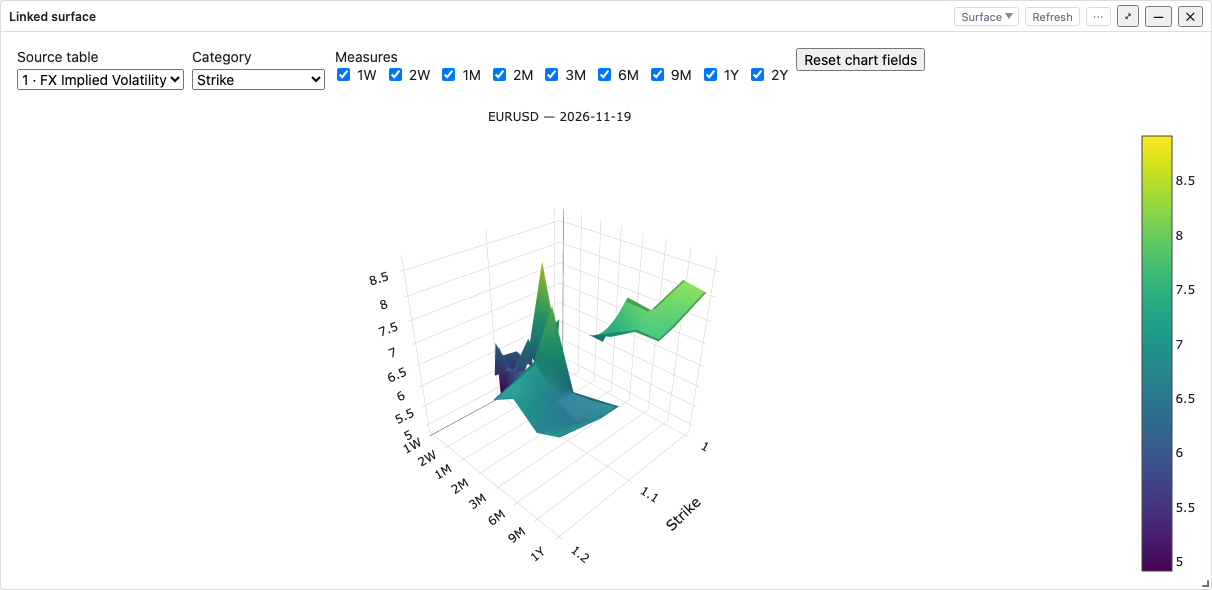 Linked surface
Surface ▼ Refresh ...
Source table Category Measures
1 · FX Implied Volatility Strike 1W 2W 1M 2M 3M 6M 9M 1Y 2Y Reset chart fields
EURUSD — 2026-11-19
8.5
8
7.5
7
6.5
6
5.5
5
1W
2W
1M
2M
3M
6M
9M
1Y
1
1.1
1.2
Strike
8.5
8
7.5
7
6.5
6
5.5
5